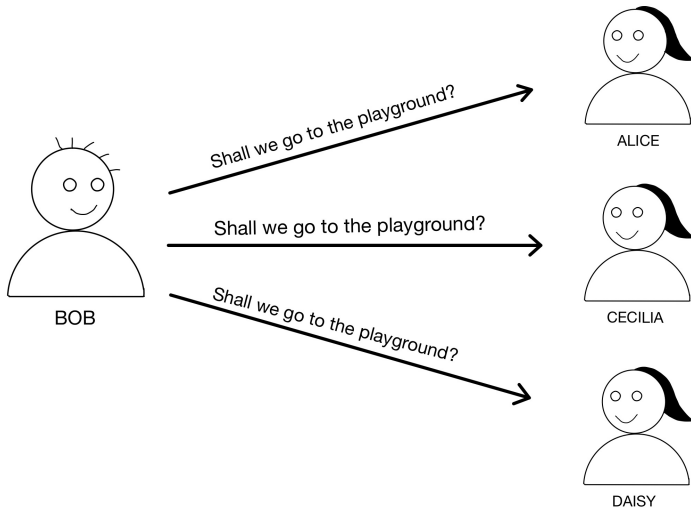 Shall we go to the playground?
ALICE
Shall we go to the playground?
BOB
CECILIA
Shall we go to the playground?
DAISY